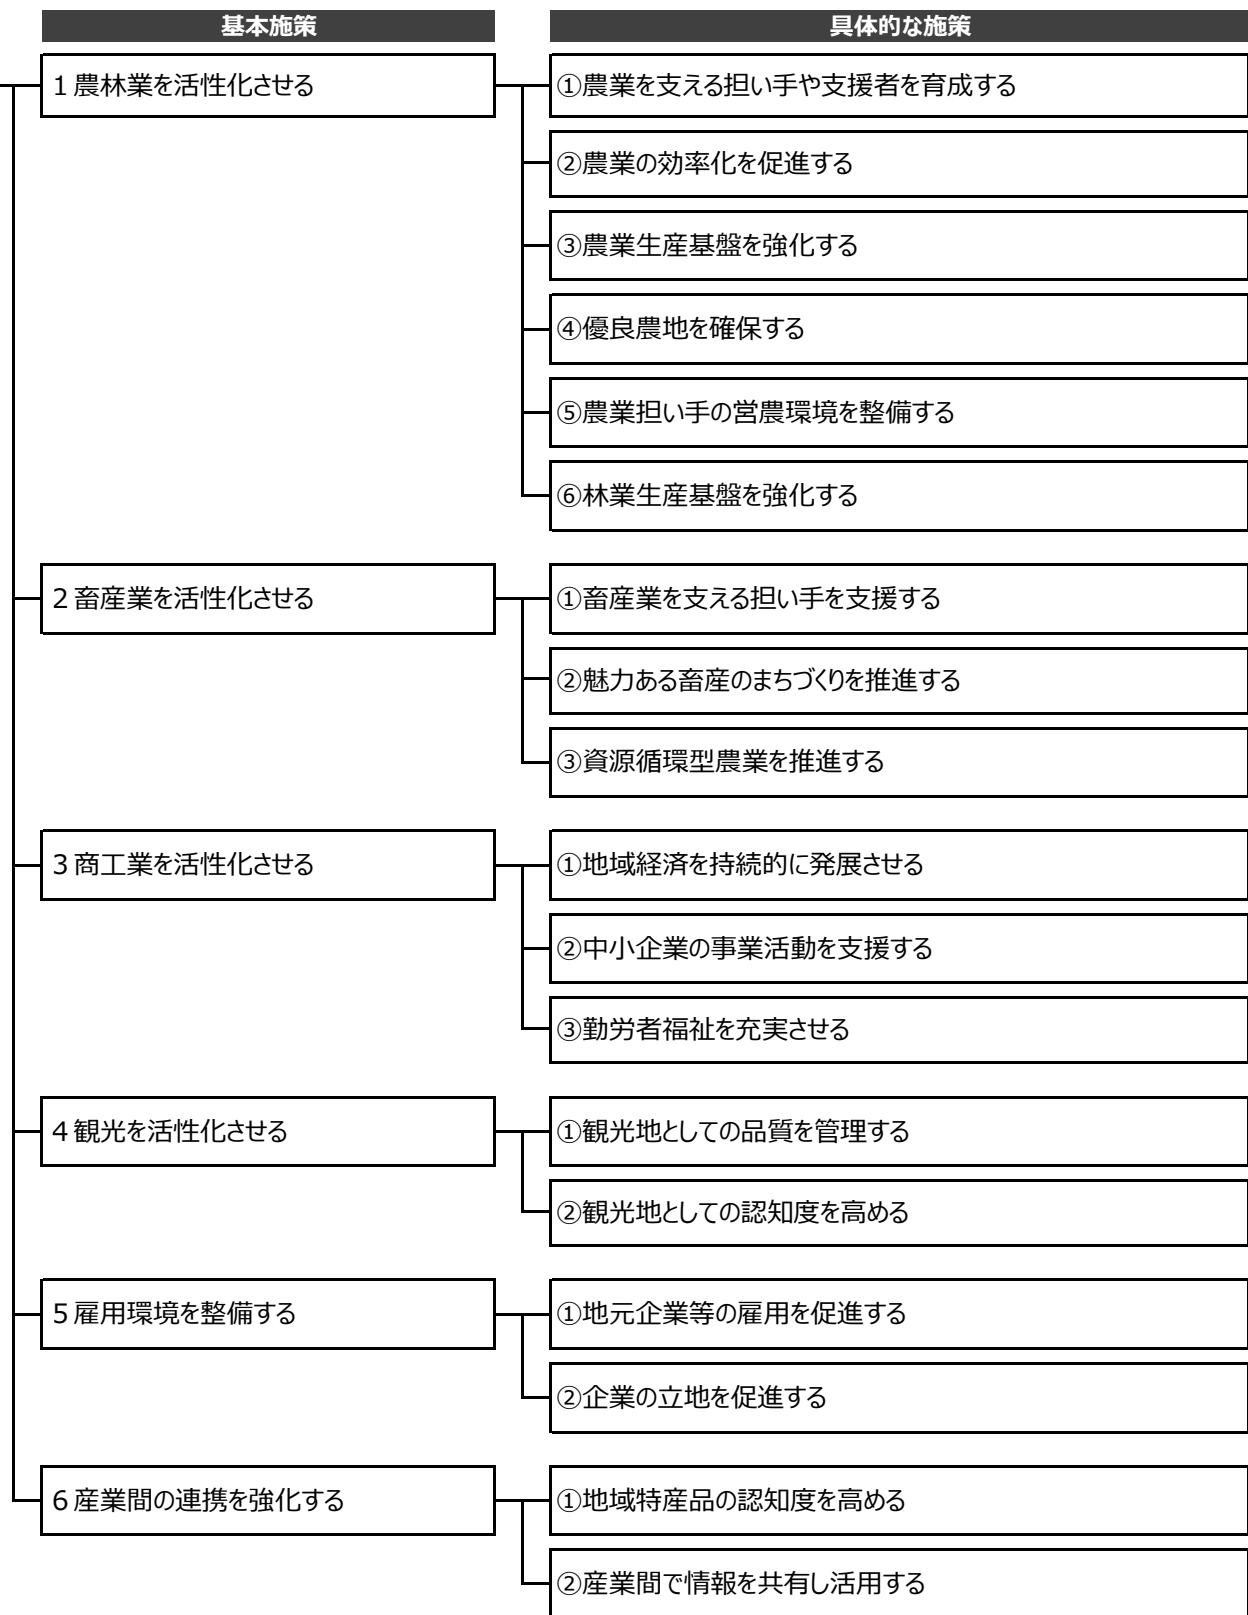 基本施策
具体的な施策
１農林業を活性化させる
①農業を支える担い手や支援者を育成する
②農業の効率化を促進する
③農業生産基盤を強化する
④優良農地を確保する
⑤農業担い手の営農環境を整備する
⑥林業生産基盤を強化する
２畜産業を活性化させる
①畜産業を支える担い手を支援する
②魅力ある畜産のまちづくりを推進する
③資源循環型農業を推進する
３商工業を活性化させる
①地域経済を持続的に発展させる
②中小企業の事業活動を支援する
③勤労者福祉を充実させる
４観光を活性化させる
①観光地としての品質を管理する
②観光地としての認知度を高める
５雇用環境を整備する
①地元企業等の雇用を促進する
②企業の立地を促進する
６産業間の連携を強化する
①地域特産品の認知度を高める
②産業間で情報を共有し活用する